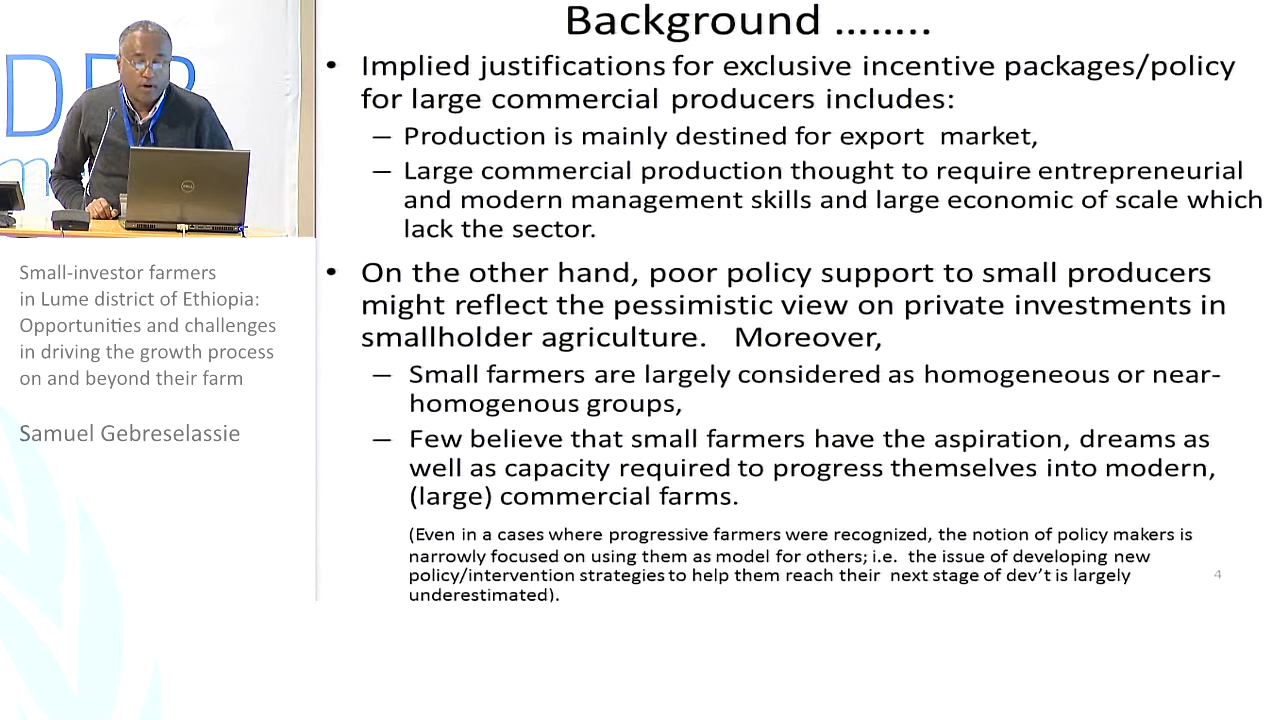 Background ........
• Implied justifications for exclusive incentive packages/policy
for large commercial producers includes:
– Production is mainly destined for export market,
– Large commercial production thought to require entrepreneurial
and modern management skills and large economic of scale which
lack the sector.
• On the other hand, poor policy support to small producers
might reflect the pessimistic view on private investments in
smallholder agriculture. Moreover,
– Small farmers are largely considered as homogeneous or near-
homogenous groups,
– Few believe that small farmers have the aspiration, dreams as
well as capacity required to progress themselves into modern,
(large) commercial farms.
(Even in a cases where progressive farmers were recognized, the notion of policy makers is
narrowly focused on using them as model for others; i.e. the issue of developing new
policy/intervention strategies to help them reach their next stage of dev’t is largely
underestimated).
4
DELL
Small-investor farmers
in Lume district of Ethiopia:
Opportunities and challenges
in driving the growth process
on and beyond their farm
Samuel Gebreselassie